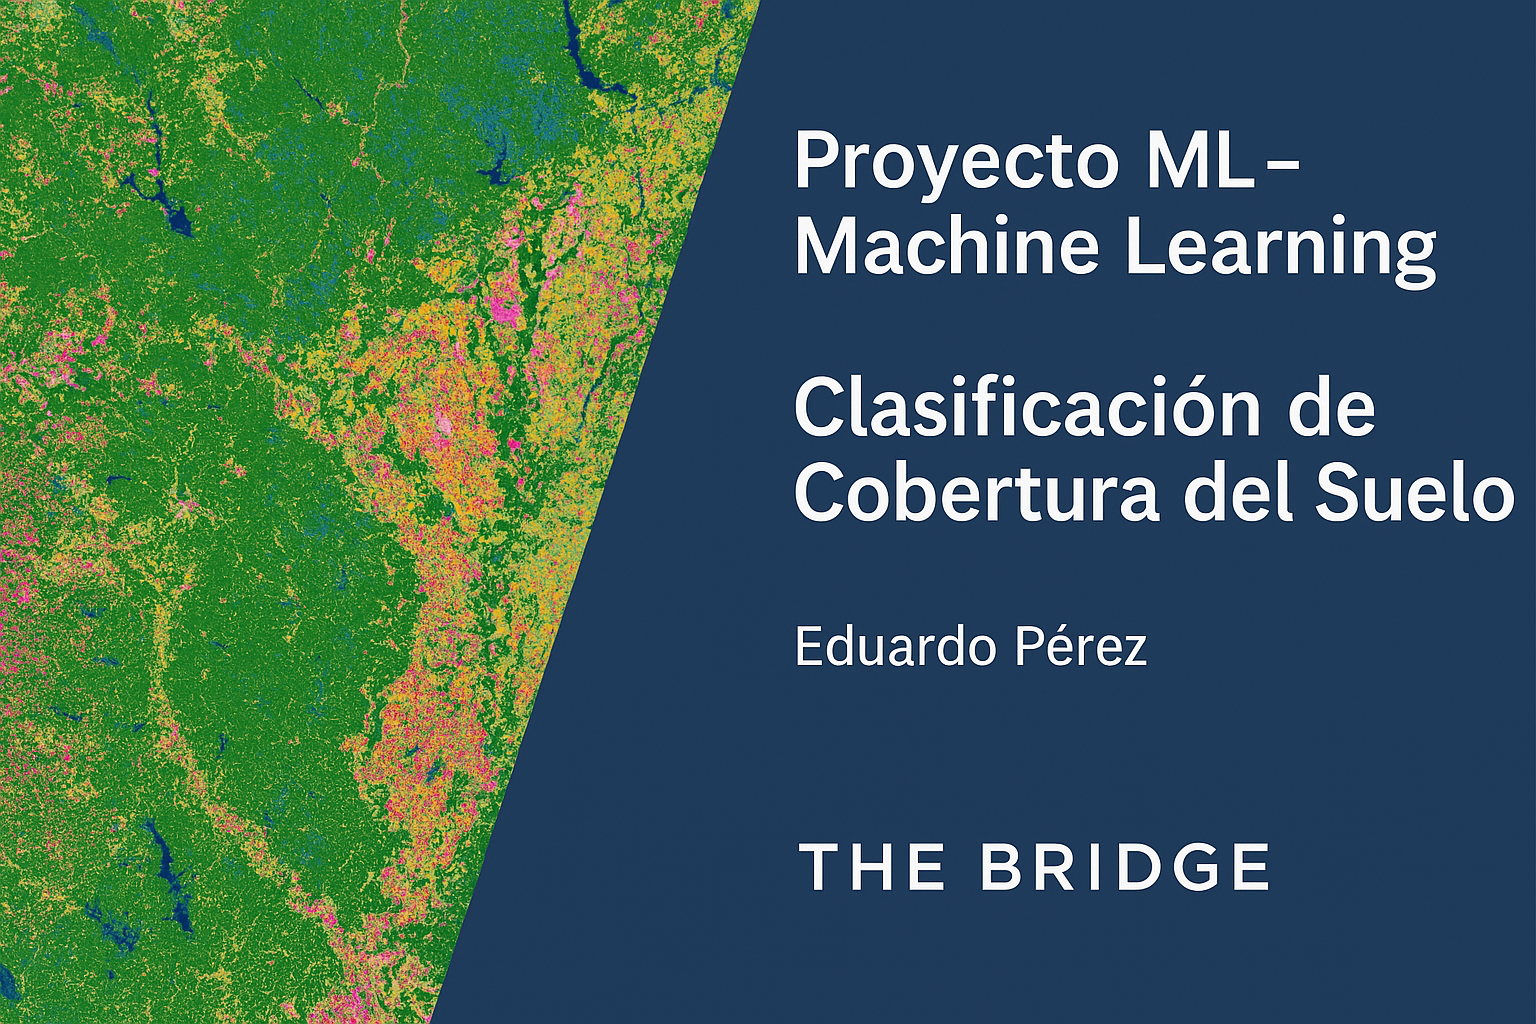 Proyecto ML –
Machine Learning
Clasificación de
Cobertura del Suelo
Eduardo Pérez
THE BRIDGE